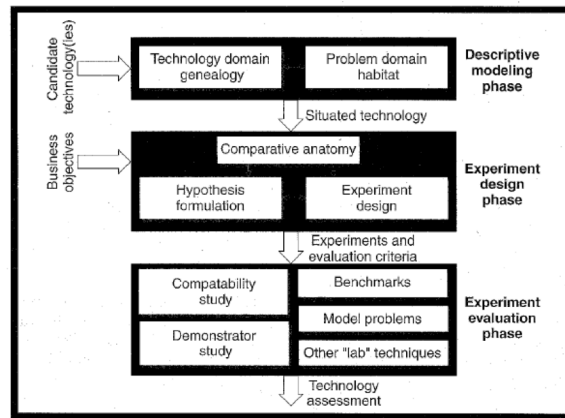 Candidate
technology(ies)
Technology domain
genealogy
Problem domain
habitat
Descriptive
modeling
phase
Situated technology
Business
objectives
Comparative anatomy
Hypothesis
formulation
Experiment
design
Experiment
design
phase
Experiments and
evaluation criteria
Compatability
study
Demonstrator
study
Benchmarks
Model problems
Other "lab" techniques
Experiment
evaluation
phase
Technology
assessment